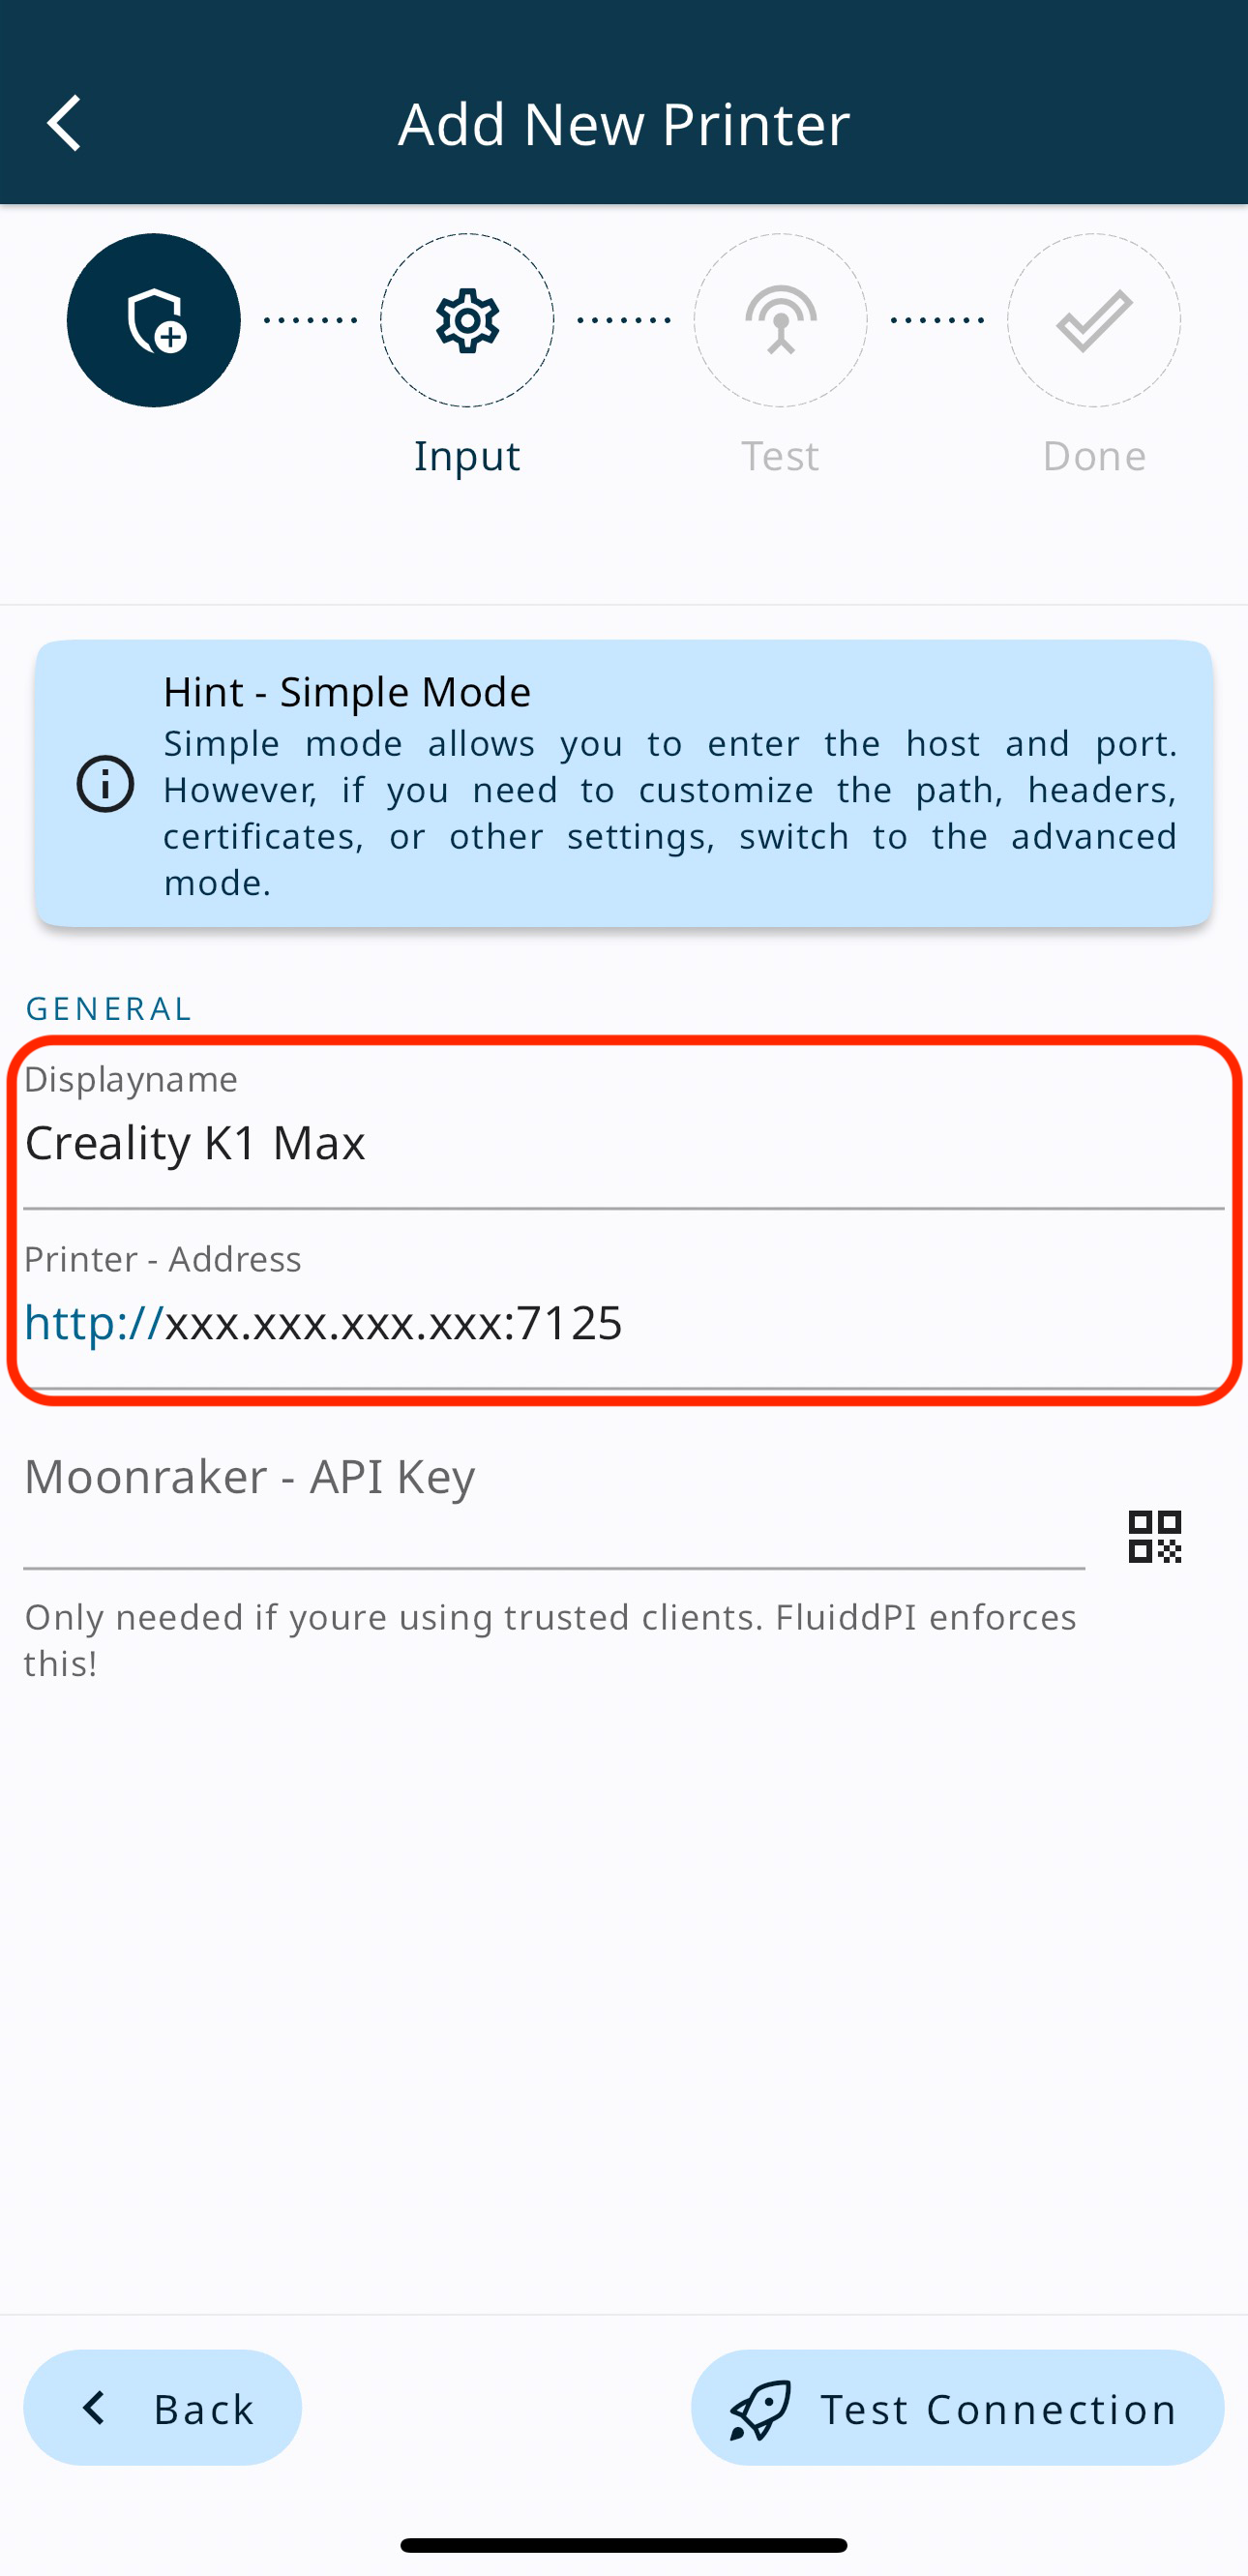 Add New Printer
Input
Test
Done
Hint - Simple Mode
Simple mode allows you to enter the host and port.
However, if you need to customize the path, headers,
certificates, or other settings, switch to the advanced
mode.
GENERAL
Displayname
Creality K1 Max
Printer - Address
http://xxx.xxx.xxx.xxx:7125
Moonraker - API Key
Only needed if youre using trusted clients. FluiddPI enforces
this!
Back
Test Connection